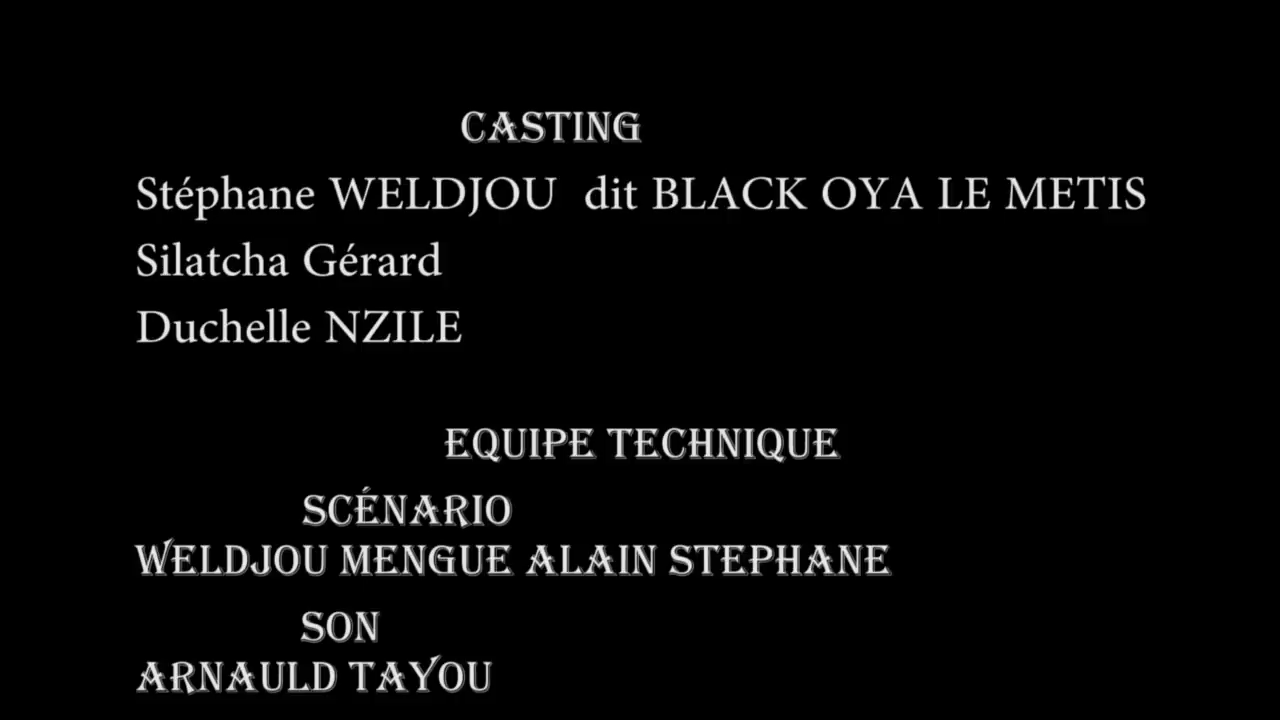 CASTING
Stéphane WELDJOU dit BLACK OYA LE METIS
Silatcha Gérard
Duchelle NZILE
EQUIPE TECHNIQUE
SCÉNARIO
WELDJOU MENGUE ALAIN STEPHANE
SON
ARNAULD TAYOU